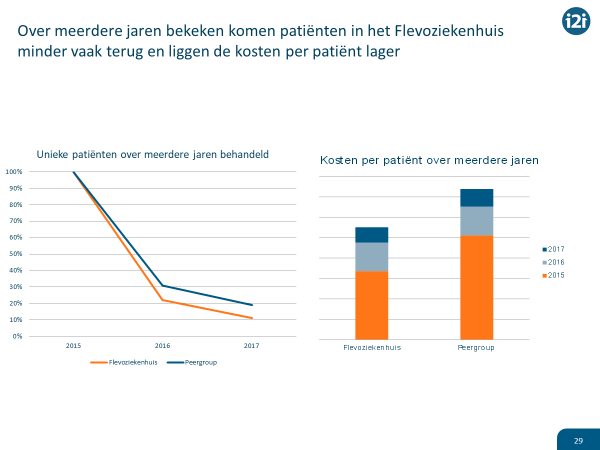 Over meerdere jaren bekeken komen patiënten in het Flevoziekenhuis
minder vaak terug en liggen de kosten per patiënt lager
i2i
Unieke patiënten over meerdere jaren behandeld
100%
90%
80%
70%
60%
50%
40%
30%
20%
10%
0%
2015 2016 2017
Flevoziekenhuis Peergroup
Kosten per patiënt over meerdere jaren
2017
2016
2015
Flevoziekenhuis Peergroup
29